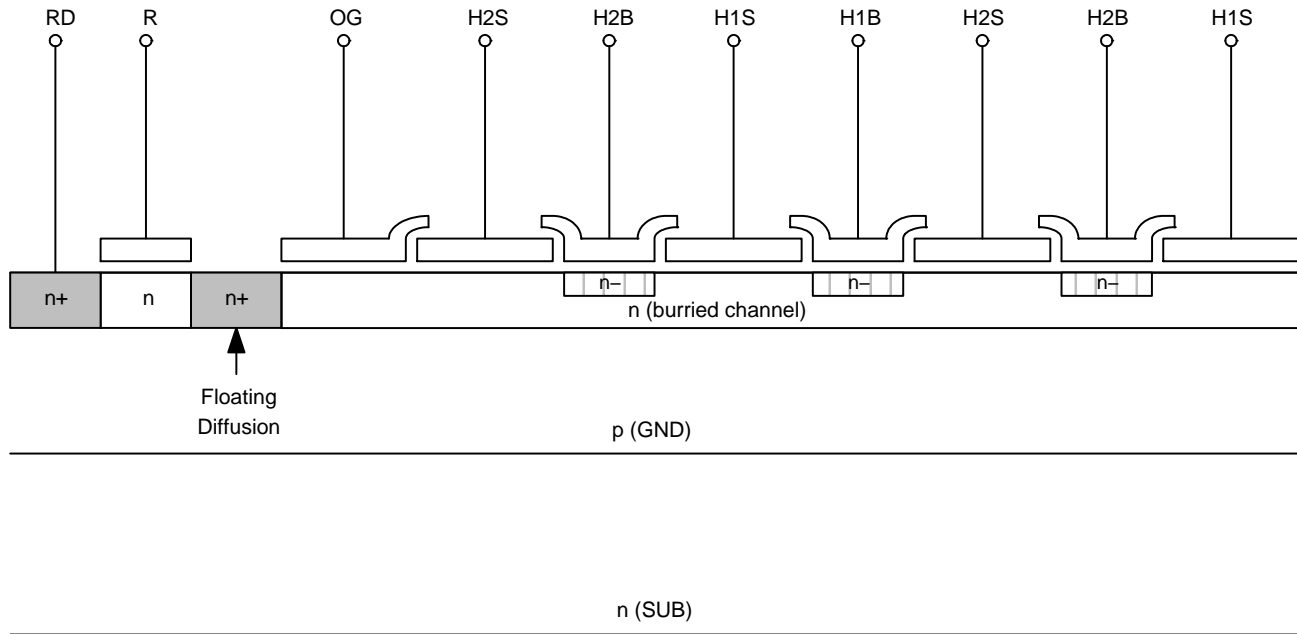 RD R OG H2S H2B H1S H1B H2S H2B H1S
n+ n n+ n– n– n–
n (burried channel)
Floating
Diffusion
p (GND)
n (SUB)